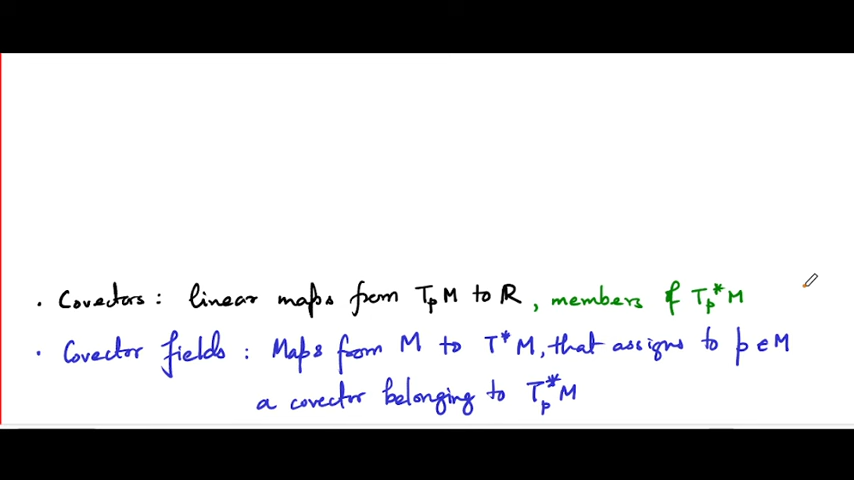 . Covectors : linear maps from TₚM to ℝ, members of Tₚ*M
. Covector fields : Maps from M to T*M, that assigns to p ∈ M
a covector belonging to Tₚ*M